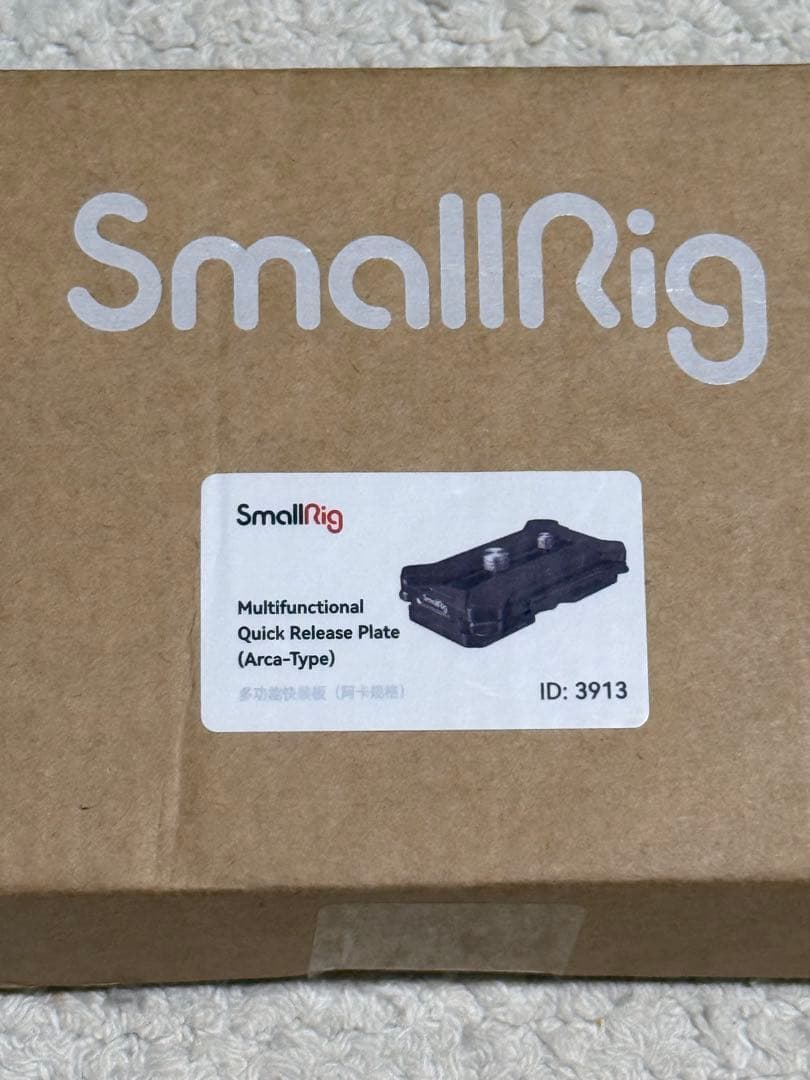 SmallRig
SmallRig
Multifunctional
Quick Release Plate
(Arca-Type)
多功能快装板（阿卡规格）
ID: 3913
SmallRig